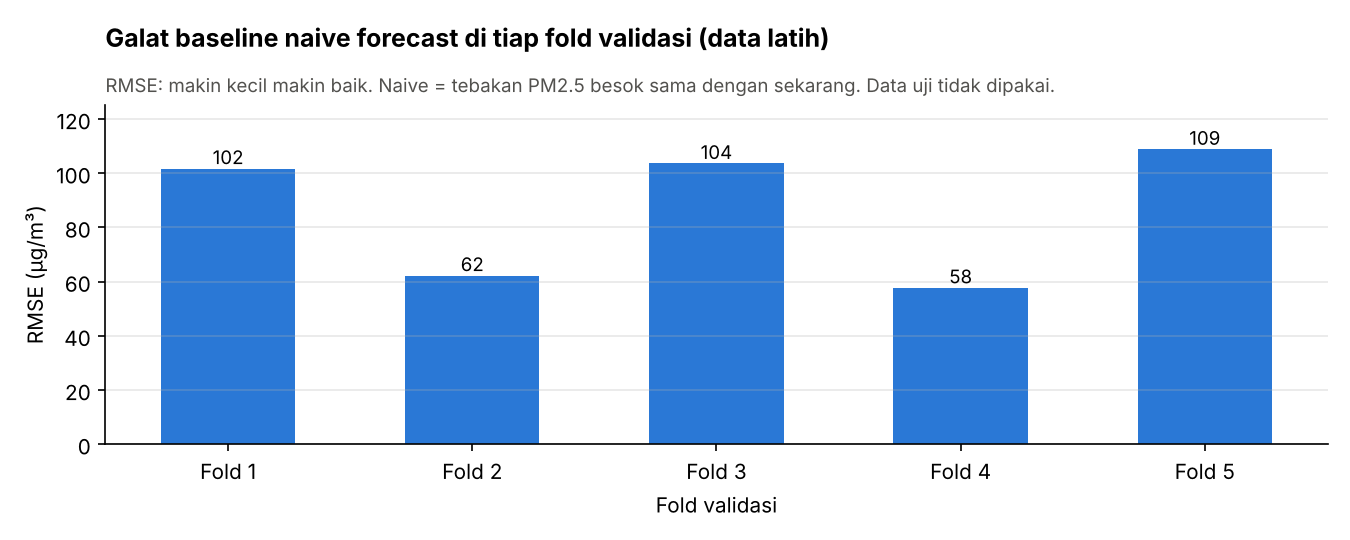 Galat baseline naive forecast di tiap fold validasi (data latih)
RMSE: makin kecil makin baik. Naive = tebakan PM2.5 besok sama dengan sekarang. Data uji tidak dipakai.
RMSE (µg/m³)
120
100
80
60
40
20
0
102
62
104
58
109
Fold 1
Fold 2
Fold 3
Fold 4
Fold 5
Fold validasi